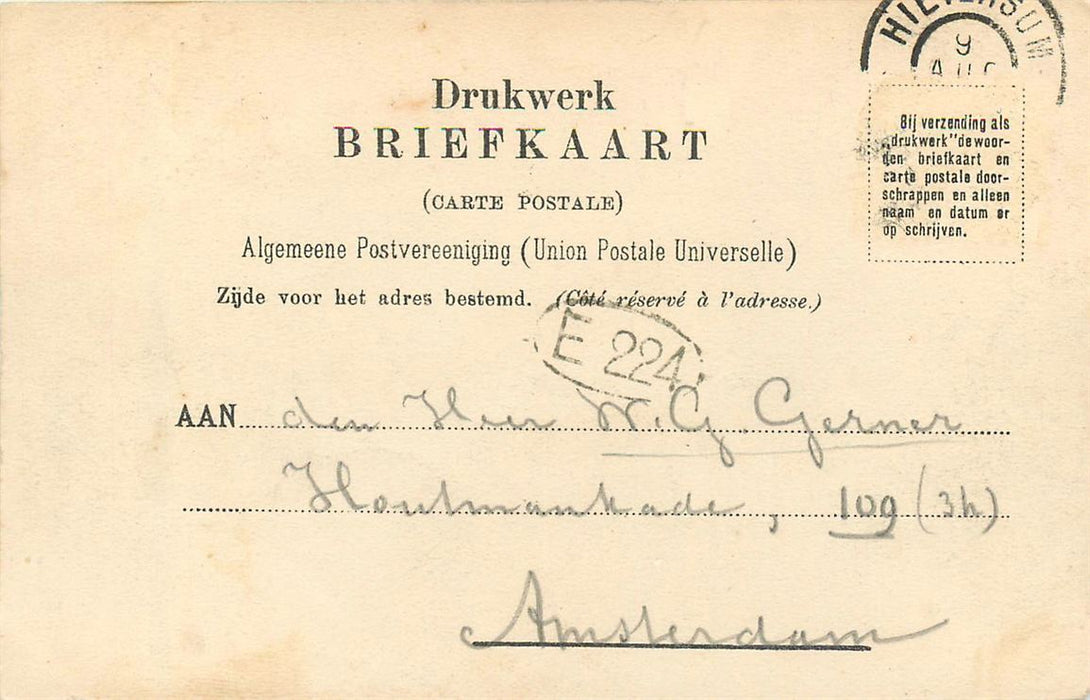 HILVERSUM
9
AUG
Drukwerk
BRIEFKAART
(CARTE POSTALE)
Algemeene Postvereeniging (Union Postale Universelle)
Zijde voor het adres bestemd. (Côté réservé à l'adresse.)
Bij verzending als
„drukwerk" de woor-
den briefkaart en
carte postale door-
schrappen en alleen
naam en datum er
op schrijven.
E 224
AAN den Heer W. G. Gerner
Houtmankade, 109 (3h)
Amsterdam